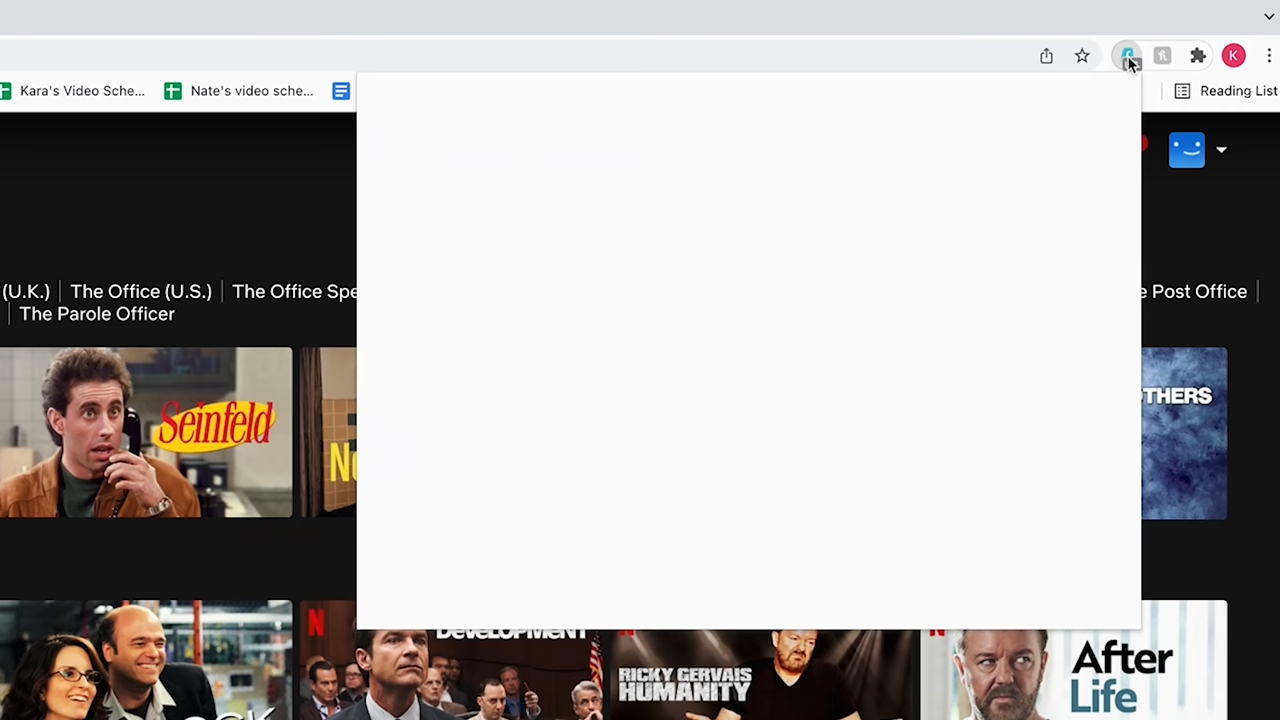 K
Kara's Video Sche...
Nate's video sche...
Reading List
(U.K.) | The Office (U.S.) | The Office Spe
e Post Office |
| The Parole Officer
Seinfeld
No
THERS
N
DEVELOPMENT
RICKY GERVAIS
HUMANITY
After
Life